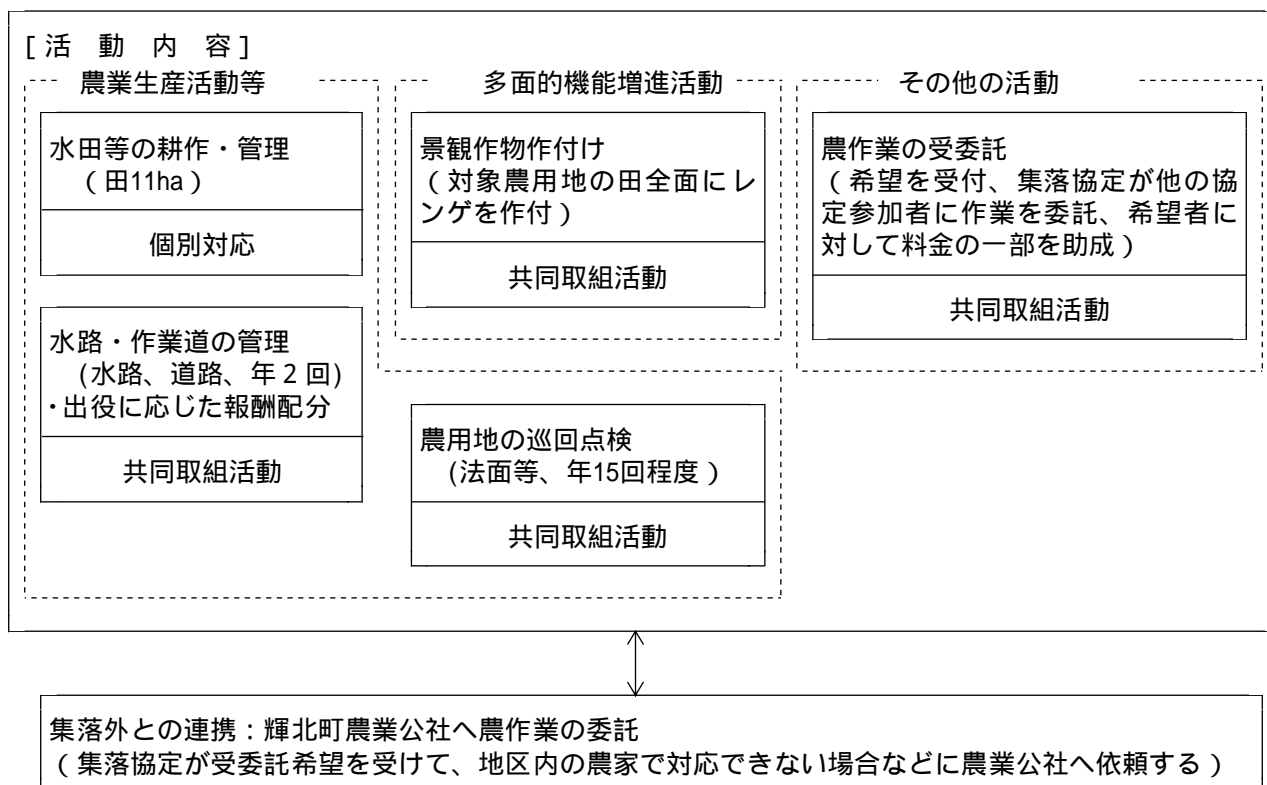 [活　動　内　容]
農業生産活動等
水田等の耕作・管理
（田11ha）
個別対応
水路・作業道の管理
(水路、道路、年２回)
・出役に応じた報酬配分
共同取組活動
農用地の巡回点検
(法面等、年15回程度）
共同取組活動
多面的機能増進活動
景観作物作付け
（対象農用地の田全面にレ
ンゲを作付）
共同取組活動
その他の活動
農作業の受委託
（希望を受付、集落協定が他の協
定参加者に作業を委託、希望者に
対して料金の一部を助成）
共同取組活動
集落外との連携：輝北町農業公社へ農作業の委託
（集落協定が受委託希望を受けて、地区内の農家で対応できない場合などに農業公社へ依頼する）